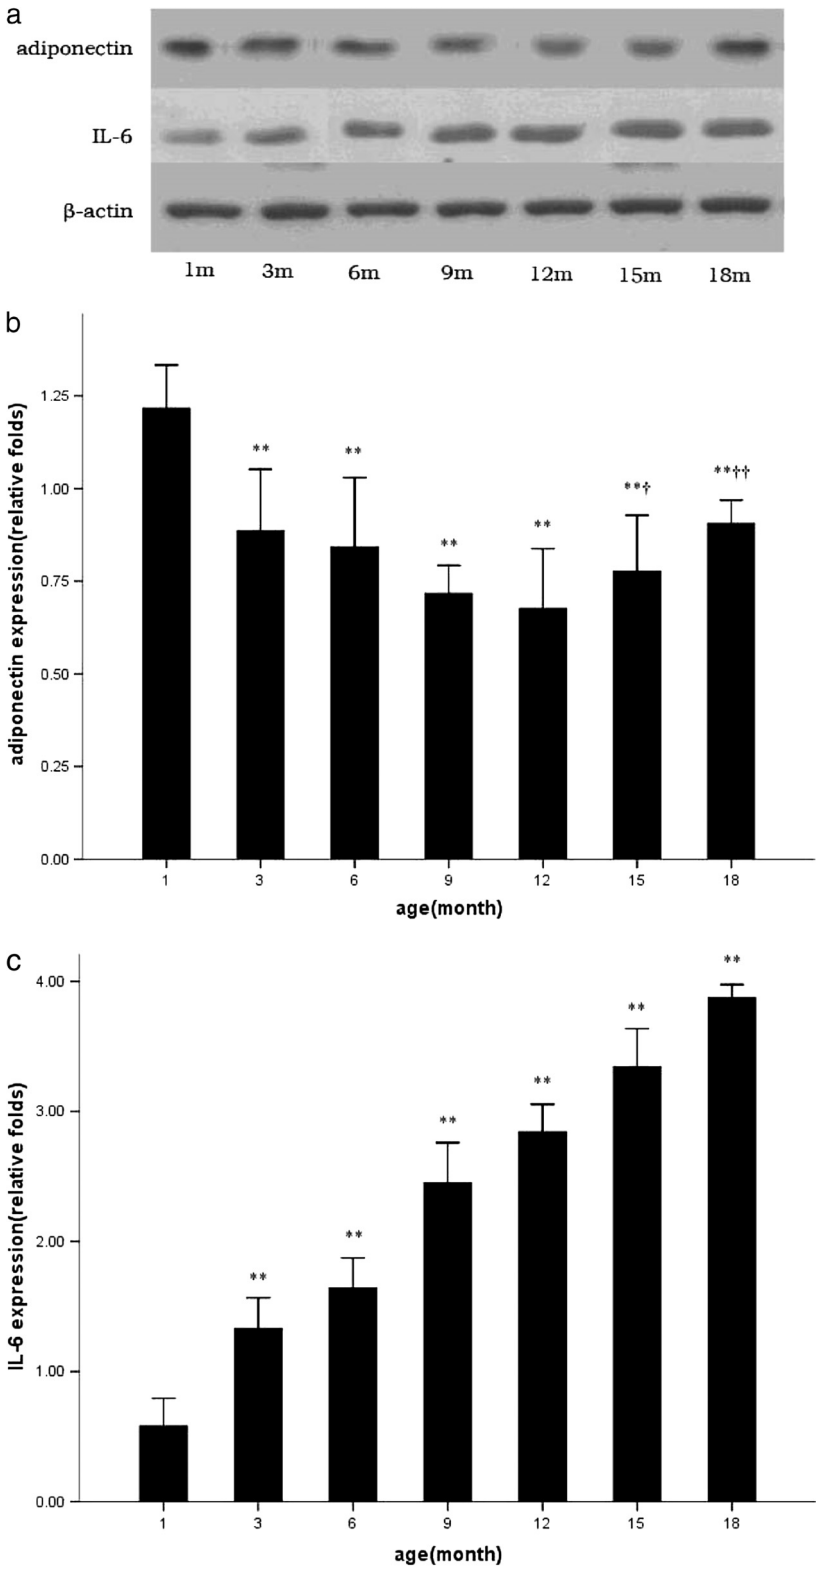 a
adiponectin
IL-6
β-actin
1m 3m 6m 9m 12m 15m 18m
b
adiponectin expression(relative folds)
1.25
1.00
0.75
0.50
0.25
0.00
** ** ** ** **† **††
1 3 6 9 12 15 18
age(month)
c
IL-6 expression(relative folds)
4.00
3.00
2.00
1.00
0.00
** ** ** ** ** **
1 3 6 9 12 15 18
age(month)